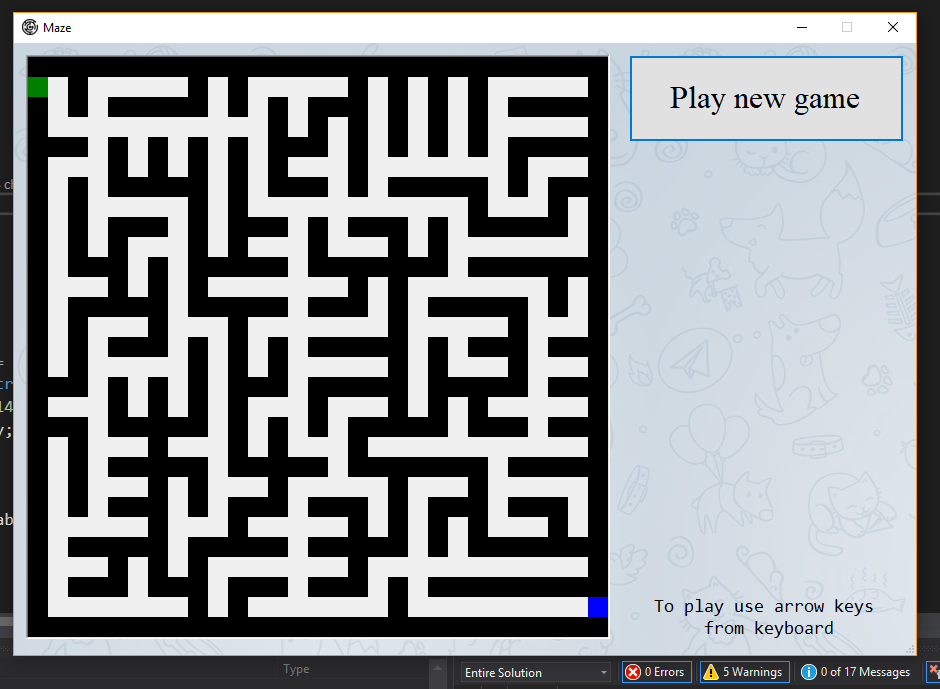 Maze
Play new game
To play use arrow keys
from keyboard
Type
Entire Solution
0 Errors
5 Warnings
0 of 17 Messages